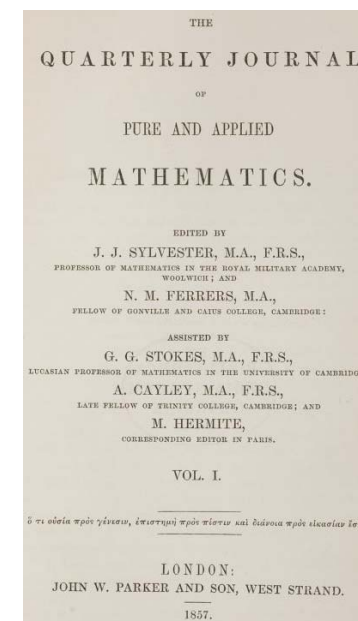 THE
QUARTERLY JOURNAL
OF
PURE AND APPLIED
MATHEMATICS.
EDITED BY
J. J. SYLVESTER, M.A., F.R.S.,
PROFESSOR OF MATHEMATICS IN THE ROYAL MILITARY ACADEMY,
WOOLWICH; AND
N. M. FERRERS, M.A.,
FELLOW OF GONVILLE AND CAIUS COLLEGE, CAMBRIDGE:
ASSISTED BY
G. G. STOKES, M.A., F.R.S.,
LUCASIAN PROFESSOR OF MATHEMATICS IN THE UNIVERSITY OF CAMBRIDG
A. CAYLEY, M.A., F.R.S.,
LATE FELLOW OF TRINITY COLLEGE, CAMBRIDGE; AND
M. HERMITE,
CORRESPONDING EDITOR IN PARIS.
VOL. I.
ὅ τι οὐσία πρὸς γένεσιν, ἐπιστημὴ πρὸς πίστιν καὶ διάνοια πρὸς εἰκασίαν ἔσ
LONDON:
JOHN W. PARKER AND SON, WEST STRAND.
1857.